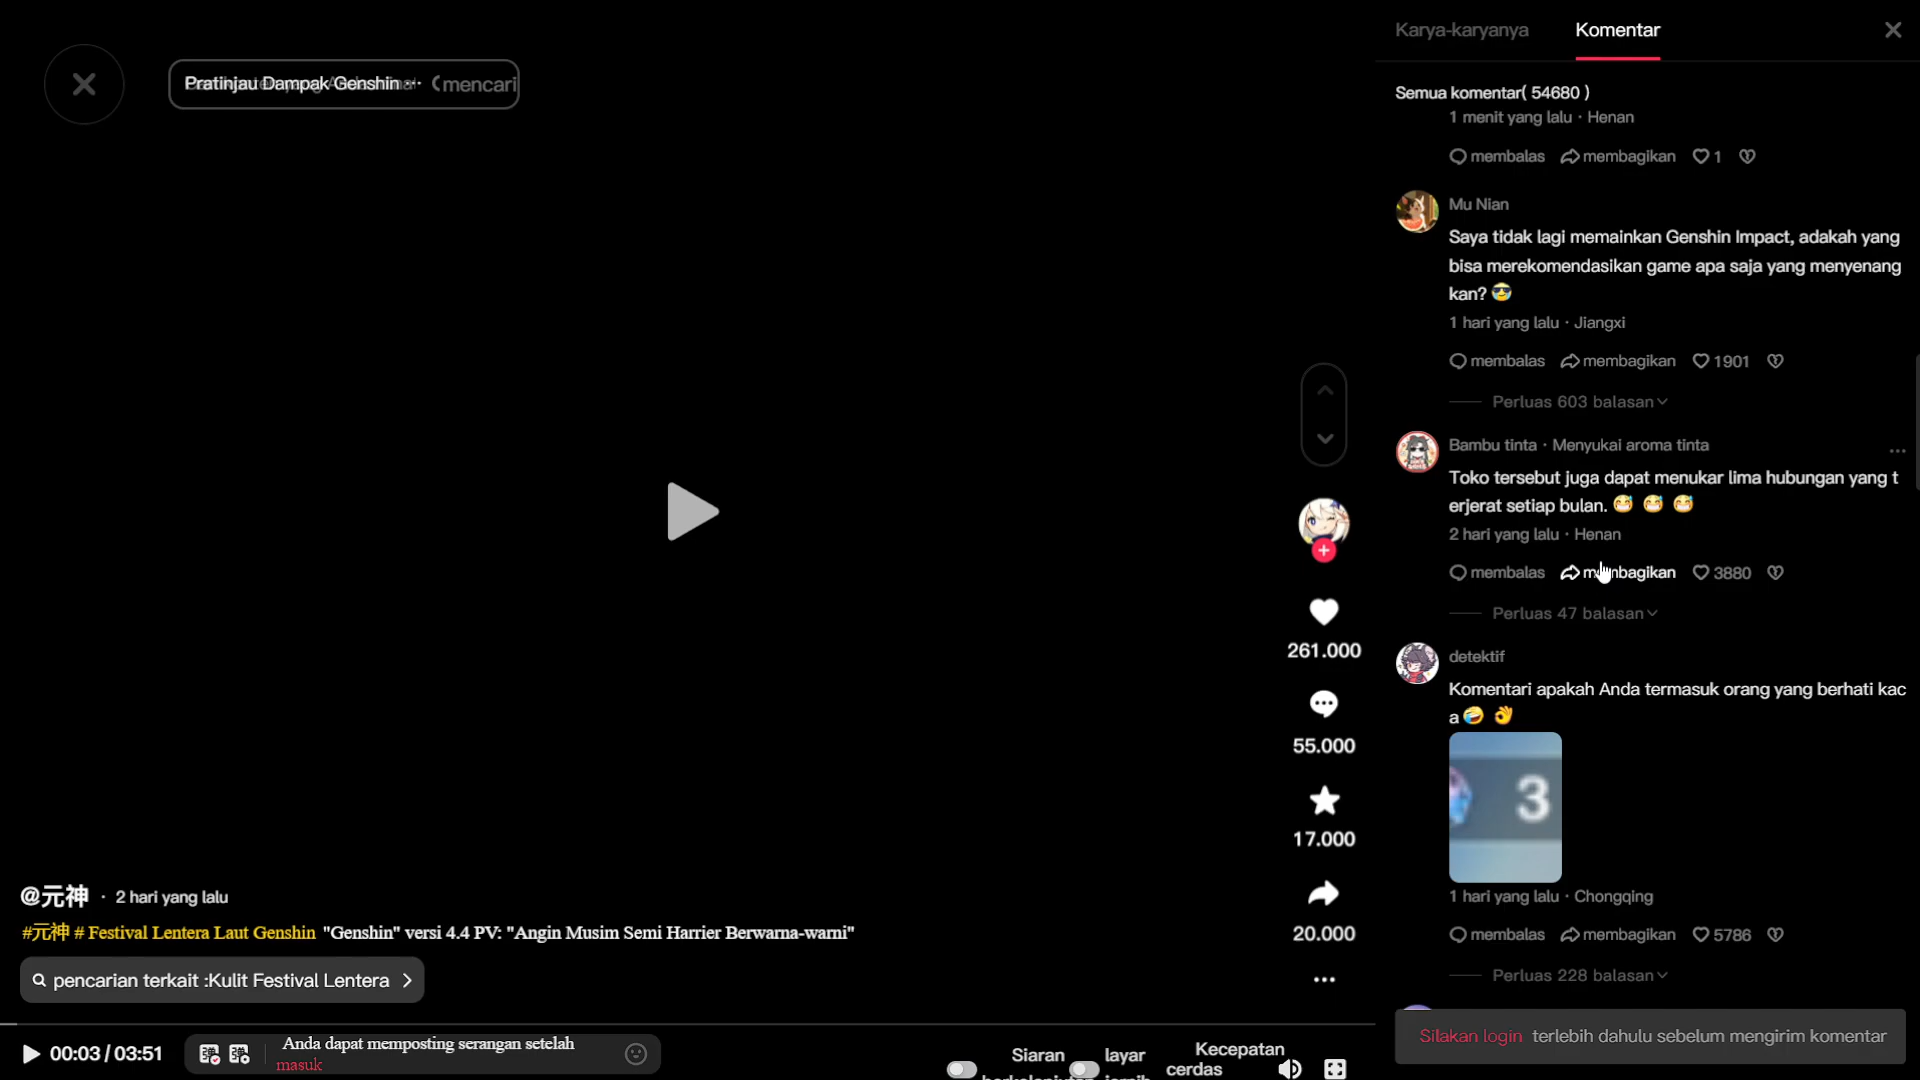 Karya-karyanya
Komentar
Pratinjau Dampak Genshin ...
mencari
Semua komentar( 54680 )
1 menit yang lalu · Henan
membalas membagikan 1
Mu Nian
Saya tidak lagi memainkan Genshin Impact, adakah yang
bisa merekomendasikan game apa saja yang menyenang
kan? 😎
1 hari yang lalu · Jiangxi
membalas membagikan 1901
Perluas 603 balasan
Bambu tinta · Menyukai aroma tinta
...
Toko tersebut juga dapat menukar lima hubungan yang t
erjerat setiap bulan. 😅 😅 😅
2 hari yang lalu · Henan
membalas membagikan 3880
Perluas 47 balasan
detektif
Komentari apakah Anda termasuk orang yang berhati kac
a🤣 👌
3
1 hari yang lalu · Chongqing
membalas membagikan 5786
Perluas 228 balasan
Silakan login terlebih dahulu sebelum mengirim komentar
261.000
55.000
17.000
20.000
...
@元神 · 2 hari yang lalu
#元神 # Festival Lentera Laut Genshin "Genshin" versi 4.4 PV: "Angin Musim Semi Harrier Berwarna-warni"
pencarian terkait :Kulit Festival Lentera
00:03 / 03:51
弹 弹
Anda dapat memposting serangan setelah
masuk
Siaran
layar
Kecepatan
cerdas